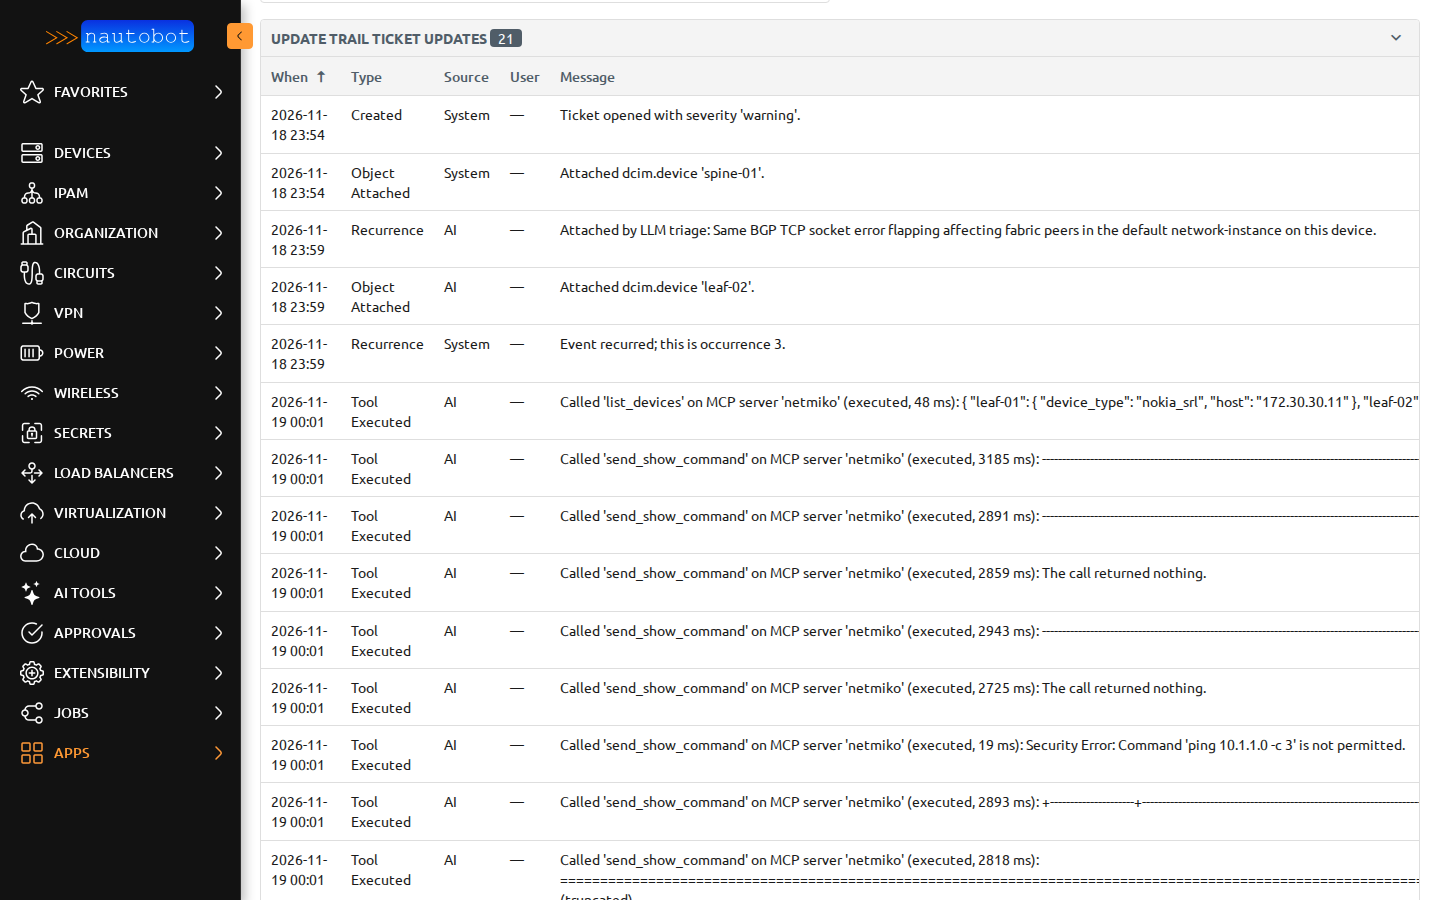 >>> nautobot
FAVORITES
DEVICES
IPAM
ORGANIZATION
CIRCUITS
VPN
POWER
WIRELESS
SECRETS
LOAD BALANCERS
VIRTUALIZATION
CLOUD
AI TOOLS
APPROVALS
EXTENSIBILITY
JOBS
APPS
UPDATE TRAIL TICKET UPDATES 21
When ↑ Type Source User Message
2026-11- Created System — Ticket opened with severity 'warning'.
18 23:54
2026-11- Object System — Attached dcim.device 'spine-01'.
18 23:54 Attached
2026-11- Recurrence AI — Attached by LLM triage: Same BGP TCP socket error flapping affecting fabric peers in the default network-instance on this device.
18 23:59
2026-11- Object AI — Attached dcim.device 'leaf-02'.
18 23:59 Attached
2026-11- Recurrence System — Event recurred; this is occurrence 3.
18 23:59
2026-11- Tool AI — Called 'list_devices' on MCP server 'netmiko' (executed, 48 ms): { "leaf-01": { "device_type": "nokia_srl", "host": "172.30.30.11" }, "leaf-02"
19 00:01 Executed
2026-11- Tool AI — Called 'send_show_command' on MCP server 'netmiko' (executed, 3185 ms): ----------
19 00:01 Executed
2026-11- Tool AI — Called 'send_show_command' on MCP server 'netmiko' (executed, 2891 ms): ----------
19 00:01 Executed
2026-11- Tool AI — Called 'send_show_command' on MCP server 'netmiko' (executed, 2859 ms): The call returned nothing.
19 00:01 Executed
2026-11- Tool AI — Called 'send_show_command' on MCP server 'netmiko' (executed, 2943 ms): ----------
19 00:01 Executed
2026-11- Tool AI — Called 'send_show_command' on MCP server 'netmiko' (executed, 2725 ms): The call returned nothing.
19 00:01 Executed
2026-11- Tool AI — Called 'send_show_command' on MCP server 'netmiko' (executed, 19 ms): Security Error: Command 'ping 10.1.1.0 -c 3' is not permitted.
19 00:01 Executed
2026-11- Tool AI — Called 'send_show_command' on MCP server 'netmiko' (executed, 2893 ms): +----------+----------
19 00:01 Executed
2026-11- Tool AI — Called 'send_show_command' on MCP server 'netmiko' (executed, 2818 ms):
19 00:01 Executed ==========
(truncated)